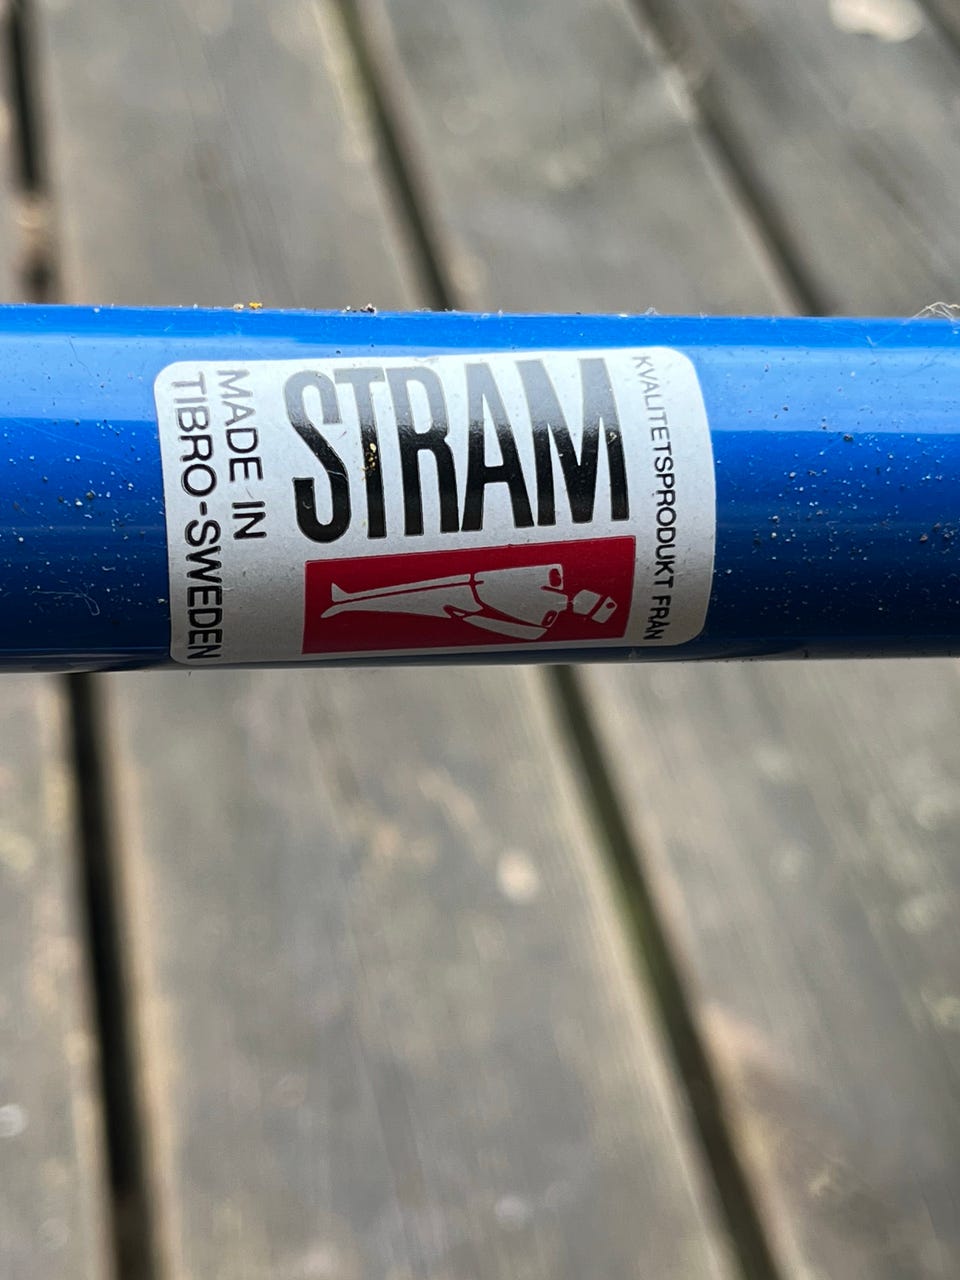 KVALITETSPRODUKT FRÅN
STRAM
MADE IN
TIBRO-SWEDEN